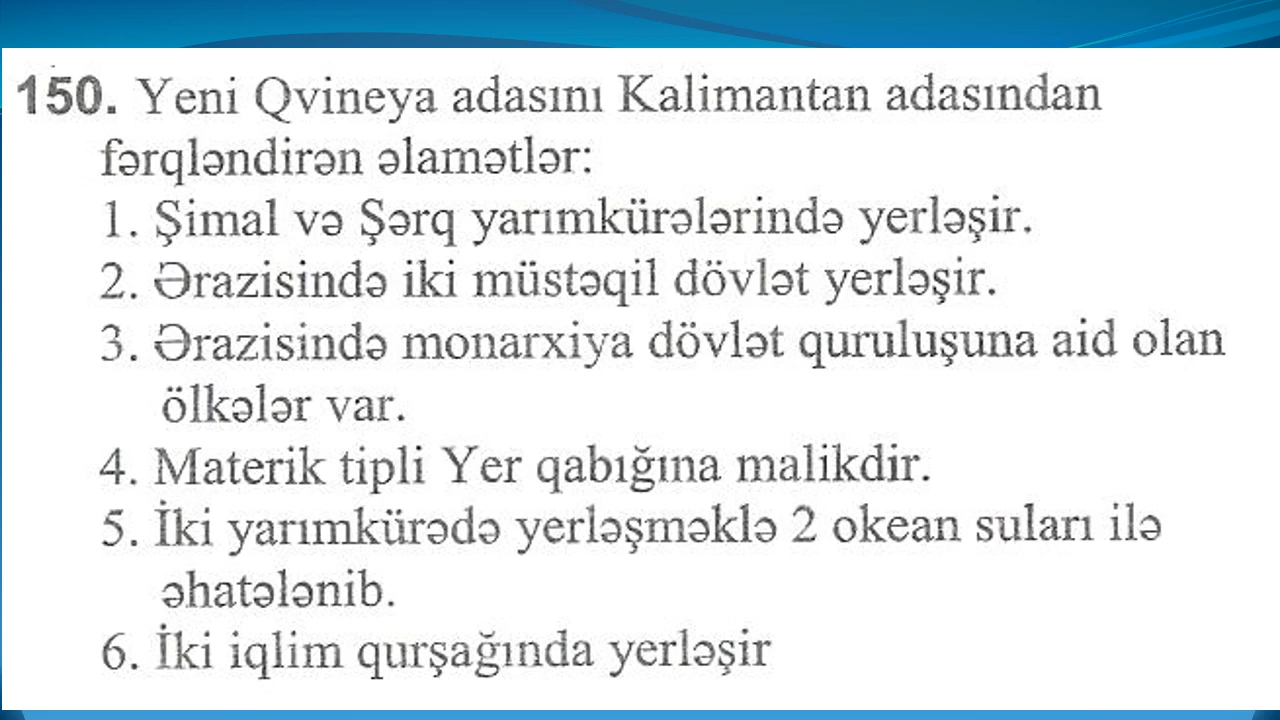 150. Yeni Qvineya adasını Kalimantan adasından
fərqləndirən əlamətlər:
1. Şimal və Şərq yarımkürələrində yerləşir.
2. Ərazisində iki müstəqil dövlət yerləşir.
3. Ərazisində monarxiya dövlət quruluşuna aid olan
ölkələr var.
4. Materik tipli Yer qabığına malikdir.
5. İki yarımkürədə yerləşməklə 2 okean suları ilə
əhatələnib.
6. İki iqlim qurşağında yerləşir